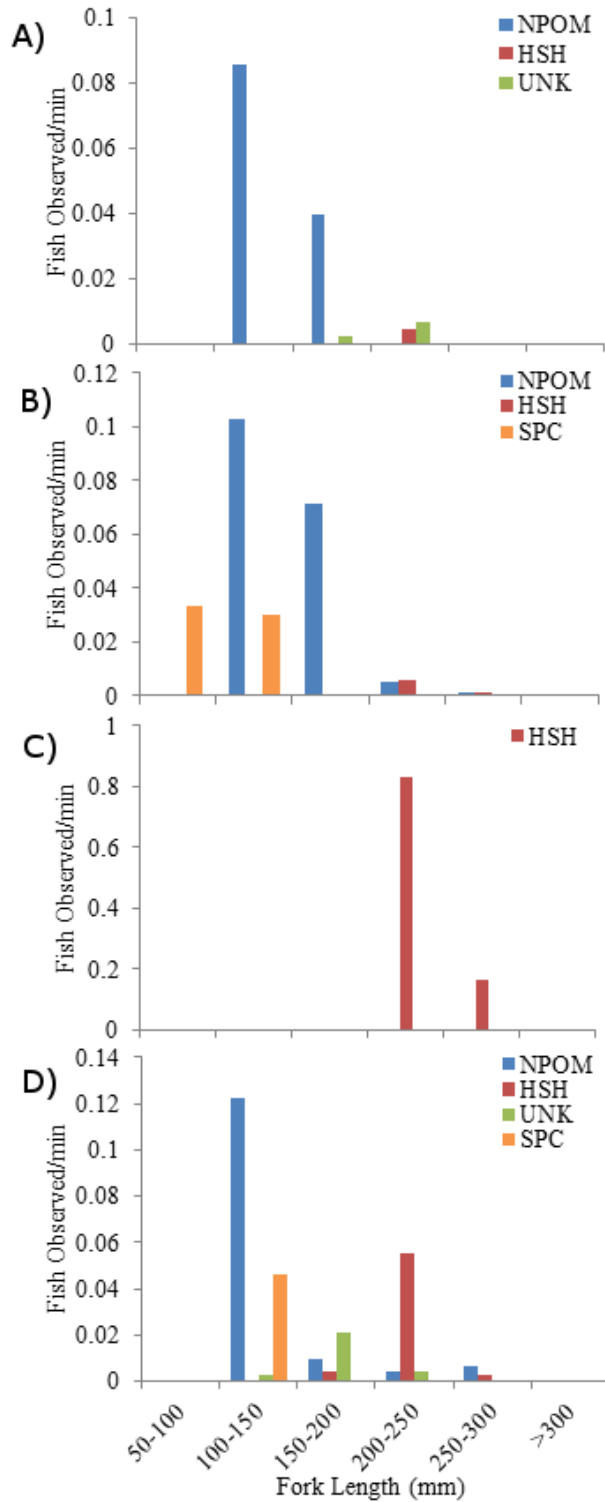 A)
0.1
0.08
0.06
0.04
0.02
0
Fish Observed/min
NPOM
HSH
UNK
B)
0.12
0.1
0.08
0.06
0.04
0.02
0
Fish Observed/min
NPOM
HSH
SPC
C)
1
0.8
0.6
0.4
0.2
0
Fish Observed/min
HSH
D)
0.14
0.12
0.1
0.08
0.06
0.04
0.02
0
Fish Observed/min
NPOM
HSH
UNK
SPC
50-100
100-150
150-200
200-250
250-300
>300
Fork Length (mm)